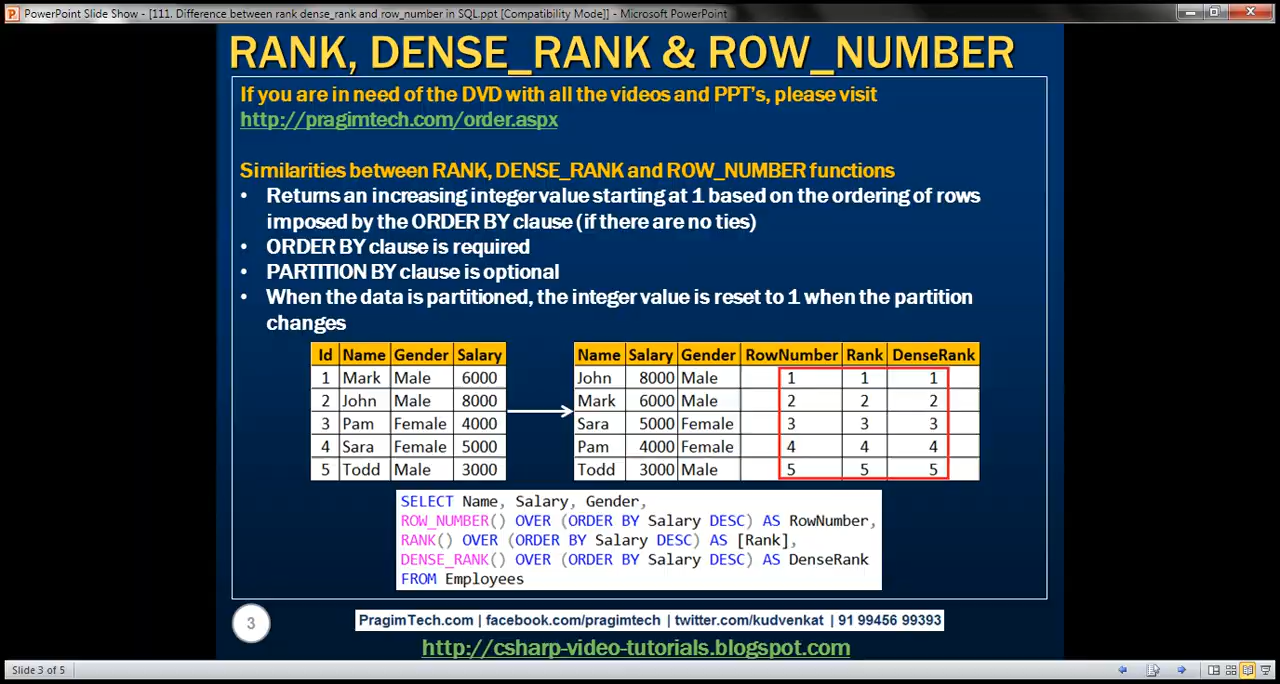 PowerPoint Slide Show - [111. Difference between rank dense_rank and row_number in SQL.ppt [Compatibility Mode]] - Microsoft PowerPoint
RANK, DENSE_RANK & ROW_NUMBER
If you are in need of the DVD with all the videos and PPT's, please visit
http://pragimtech.com/order.aspx
Similarities between RANK, DENSE_RANK and ROW_NUMBER functions
• Returns an increasing integer value starting at 1 based on the ordering of rows
imposed by the ORDER BY clause (if there are no ties)
• ORDER BY clause is required
• PARTITION BY clause is optional
• When the data is partitioned, the integer value is reset to 1 when the partition
changes
Id Name Gender Salary
1 Mark Male 6000
2 John Male 8000
3 Pam Female 4000
4 Sara Female 5000
5 Todd Male 3000
Name Salary Gender RowNumber Rank DenseRank
John 8000 Male 1 1 1
Mark 6000 Male 2 2 2
Sara 5000 Female 3 3 3
Pam 4000 Female 4 4 4
Todd 3000 Male 5 5 5
SELECT Name, Salary, Gender,
ROW_NUMBER() OVER (ORDER BY Salary DESC) AS RowNumber,
RANK() OVER (ORDER BY Salary DESC) AS [Rank],
DENSE_RANK() OVER (ORDER BY Salary DESC) AS DenseRank
FROM Employees
3
PragimTech.com | facebook.com/pragimtech | twitter.com/kudvenkat | 91 99456 99393
http://csharp-video-tutorials.blogspot.com
Slide 3 of 5